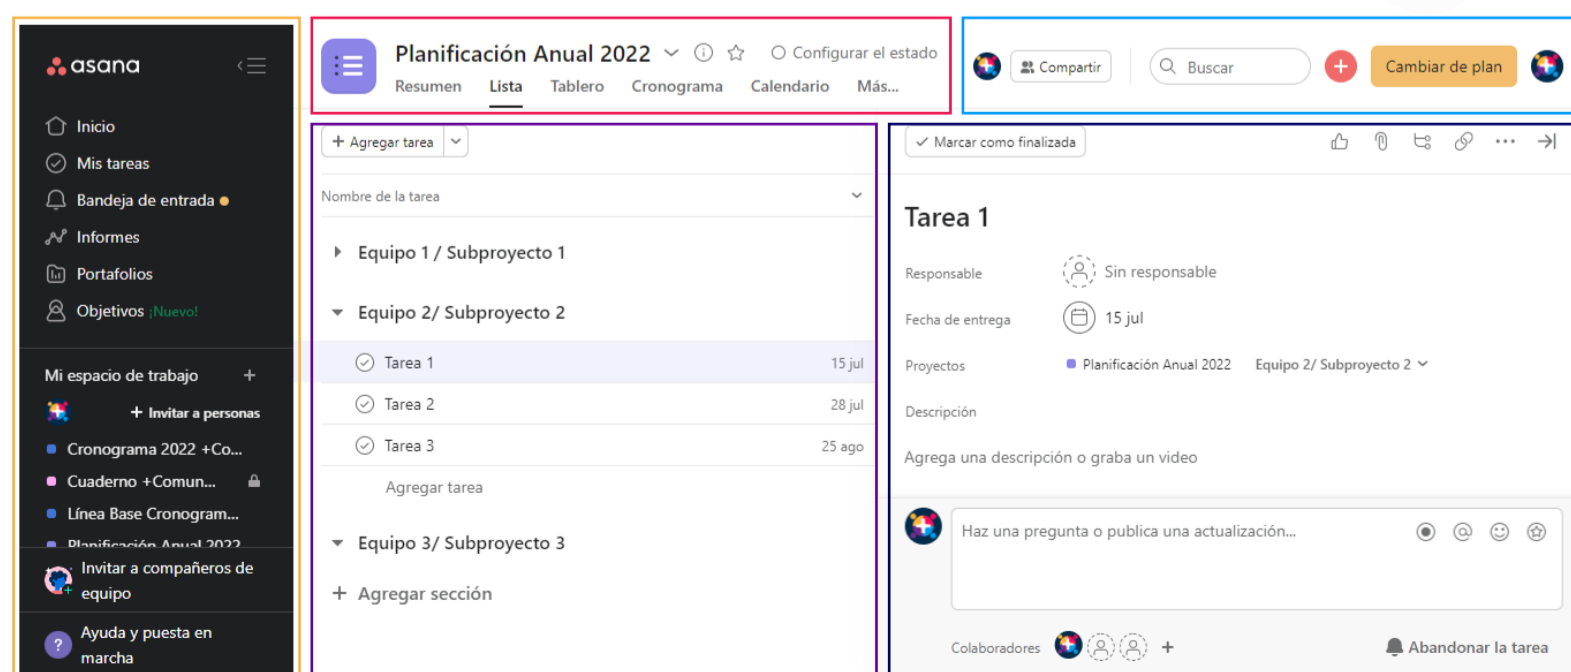 asana
Inicio
Mis tareas
Bandeja de entrada
Informes
Portafolios
Objetivos ¡Nuevo!
Mi espacio de trabajo +
+ Invitar a personas
Cronograma 2022 +Co...
Cuaderno +Comun...
Línea Base Cronogram...
Planificación Anual 2022
Invitar a compañeros de
equipo
? Ayuda y puesta en
marcha
Planificación Anual 2022
Configurar el estado
Resumen Lista Tablero Cronograma Calendario Más...
Compartir
Buscar
+
Cambiar de plan
+ Agregar tarea
Nombre de la tarea
Equipo 1 / Subproyecto 1
Equipo 2/ Subproyecto 2
Tarea 1 15 jul
Tarea 2 28 jul
Tarea 3 25 ago
Agregar tarea
Equipo 3/ Subproyecto 3
+ Agregar sección
Marcar como finalizada
Tarea 1
Responsable Sin responsable
Fecha de entrega 15 jul
Proyectos Planificación Anual 2022 Equipo 2/ Subproyecto 2
Descripción
Agrega una descripción o graba un video
Haz una pregunta o publica una actualización...
Colaboradores +
Abandonar la tarea